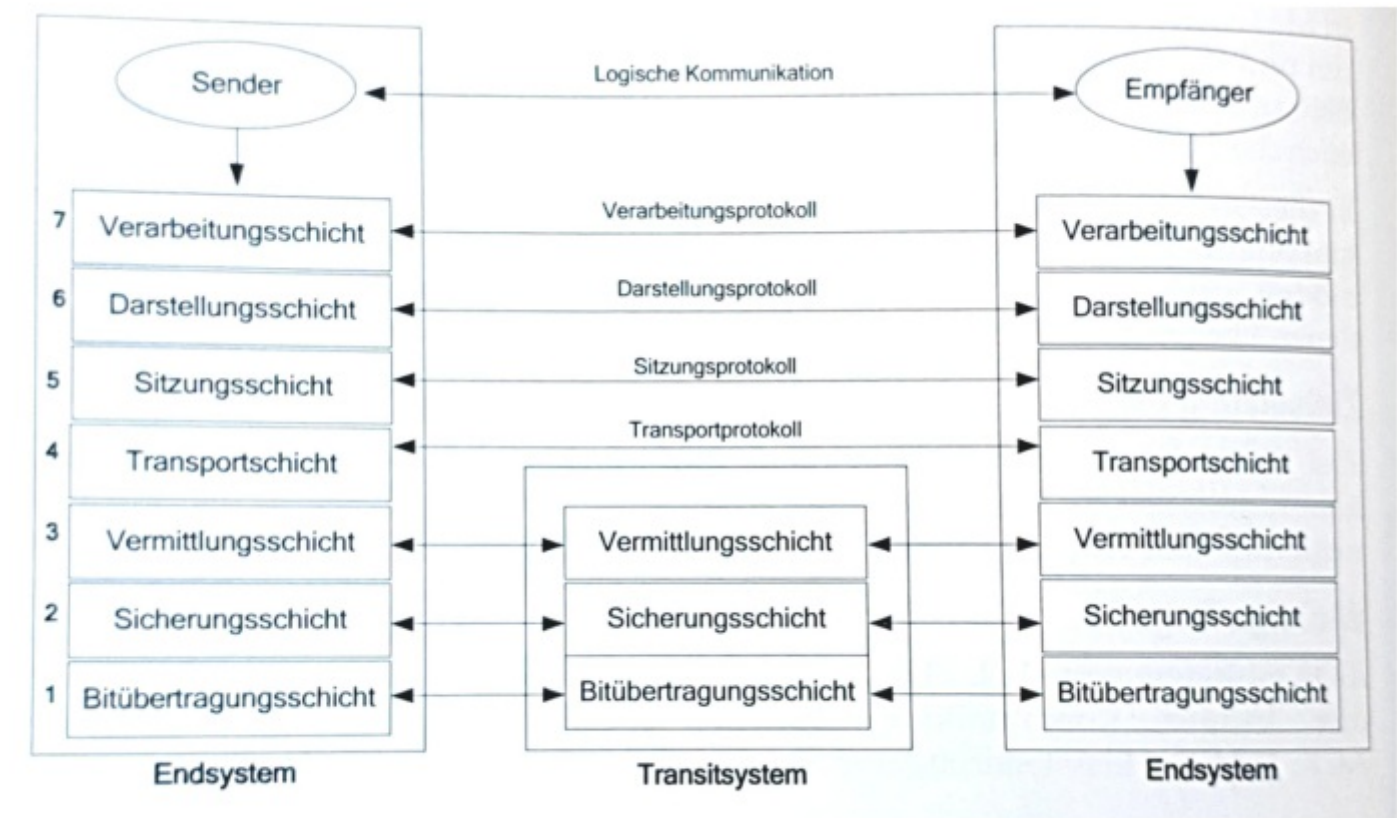 Sender
Logische Kommunikation
Empfänger
7
Verarbeitungsschicht
Verarbeitungsprotokoll
Verarbeitungsschicht
6
Darstellungsschicht
Darstellungsprotokoll
Darstellungsschicht
5
Sitzungsschicht
Sitzungsprotokoll
Sitzungsschicht
4
Transportschicht
Transportprotokoll
Transportschicht
3
Vermittlungsschicht
Vermittlungsschicht
Vermittlungsschicht
2
Sicherungsschicht
Sicherungsschicht
Sicherungsschicht
1
Bitübertragungsschicht
Bitübertragungsschicht
Bitübertragungsschicht
Endsystem
Transitsystem
Endsystem